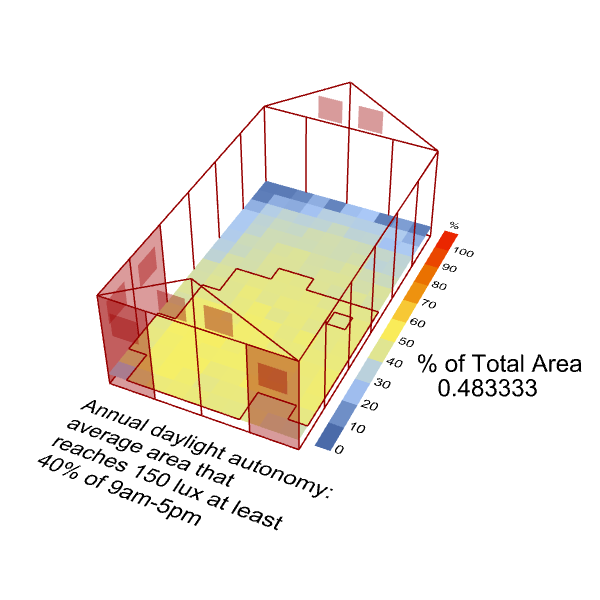 %
100
90
80
70
60
50
40
30
20
10
0
% of Total Area
0.483333
Annual daylight autonomy:
average area that
reaches 150 lux at least
40% of 9am-5pm